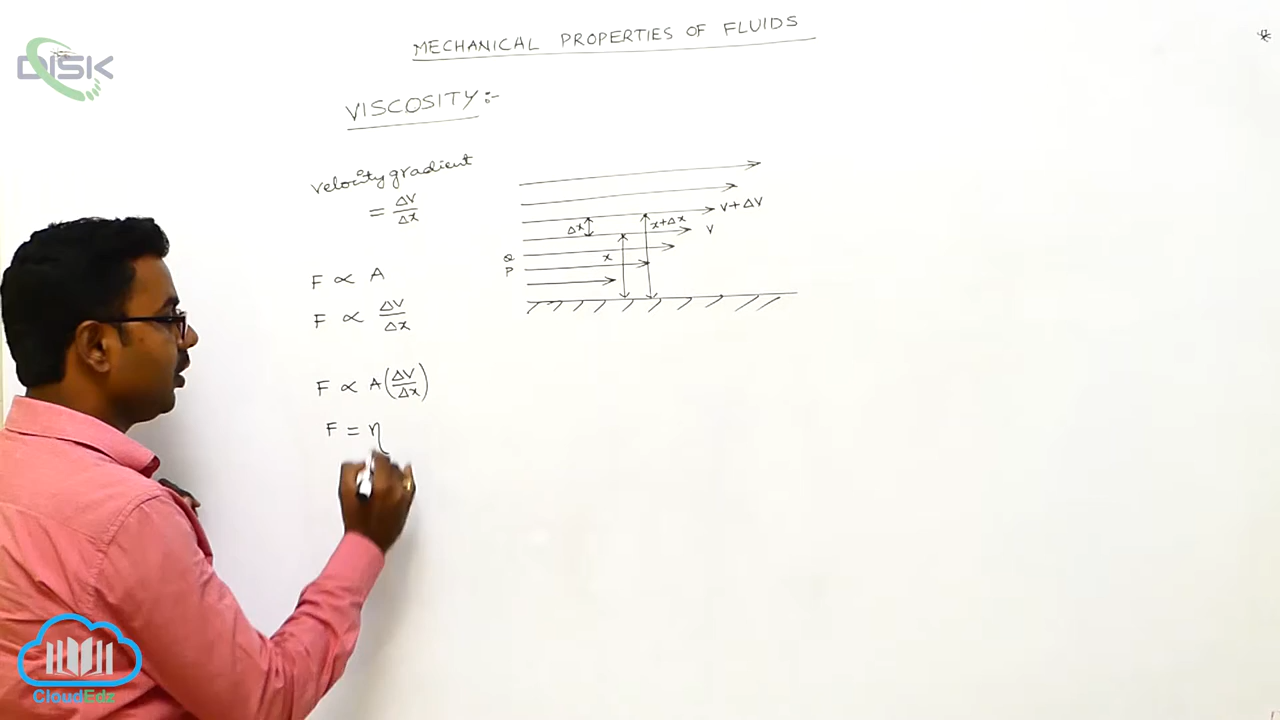 DISK
MECHANICAL PROPERTIES OF FLUIDS
VISCOSITY :-
velocity gradient
= ΔV/Δx
F ∝ A
F ∝ ΔV/Δx
F ∝ A(ΔV/Δx)
F = η
V + ΔV
V
Δx
x+Δx
x
Q
P
CloudEdz